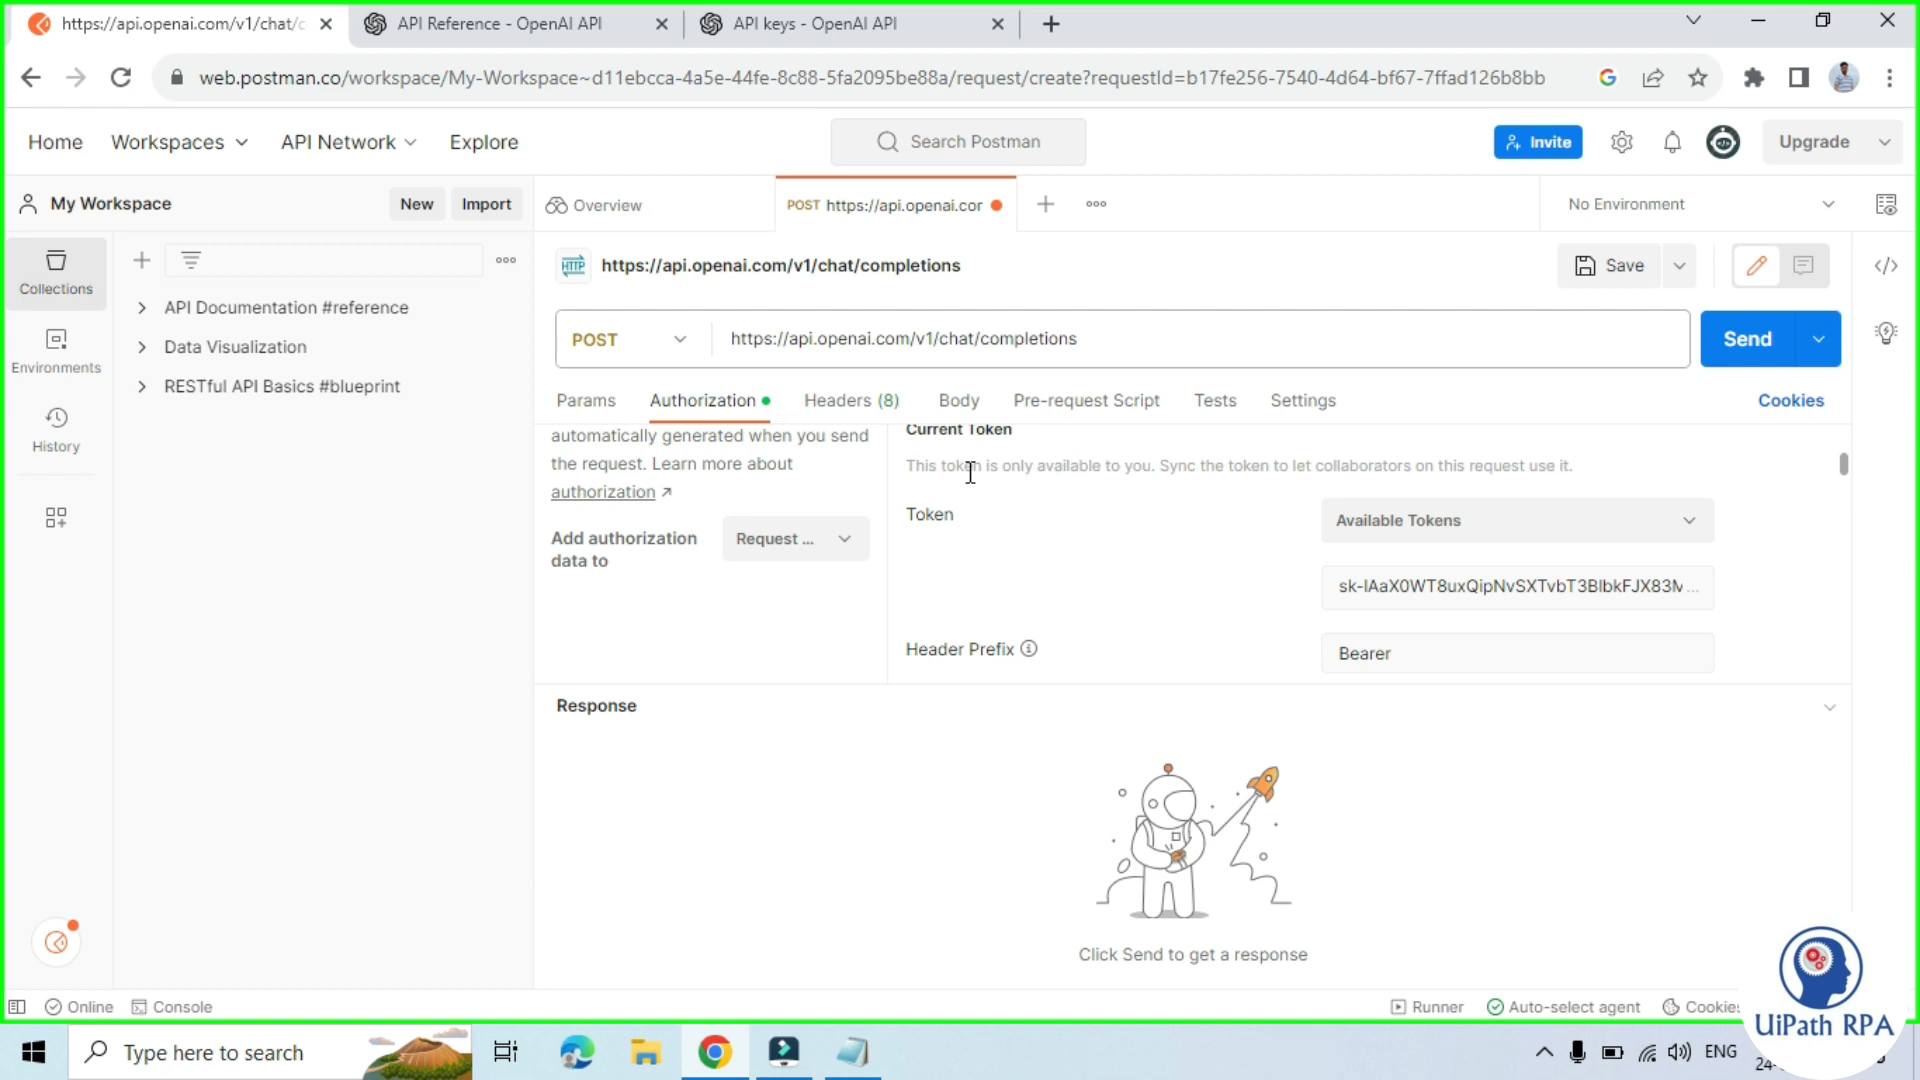 https://api.openai.com/v1/chat/c
API Reference - OpenAI API
API keys - OpenAI API
web.postman.co/workspace/My-Workspace~d11ebcca-4a5e-44fe-8c88-5fa2095be88a/request/create?requestId=b17fe256-7540-4d64-bf67-7ffad126b8bb
Home
Workspaces
API Network
Explore
Search Postman
Invite
Upgrade
My Workspace
New
Import
Overview
POST https://api.openai.cor
No Environment
Collections
Environments
History
API Documentation #reference
Data Visualization
RESTful API Basics #blueprint
HTTP
https://api.openai.com/v1/chat/completions
Save
POST
https://api.openai.com/v1/chat/completions
Send
Params
Authorization
Headers (8)
Body
Pre-request Script
Tests
Settings
Cookies
automatically generated when you send
the request. Learn more about
authorization ↗
Add authorization
data to
Request ...
Current Token
This token is only available to you. Sync the token to let collaborators on this request use it.
Token
Available Tokens
Header Prefix
Bearer
Response
Click Send to get a response
Online
Console
Runner
Auto-select agent
Cookies
UiPath RPA
Type here to search
ENG